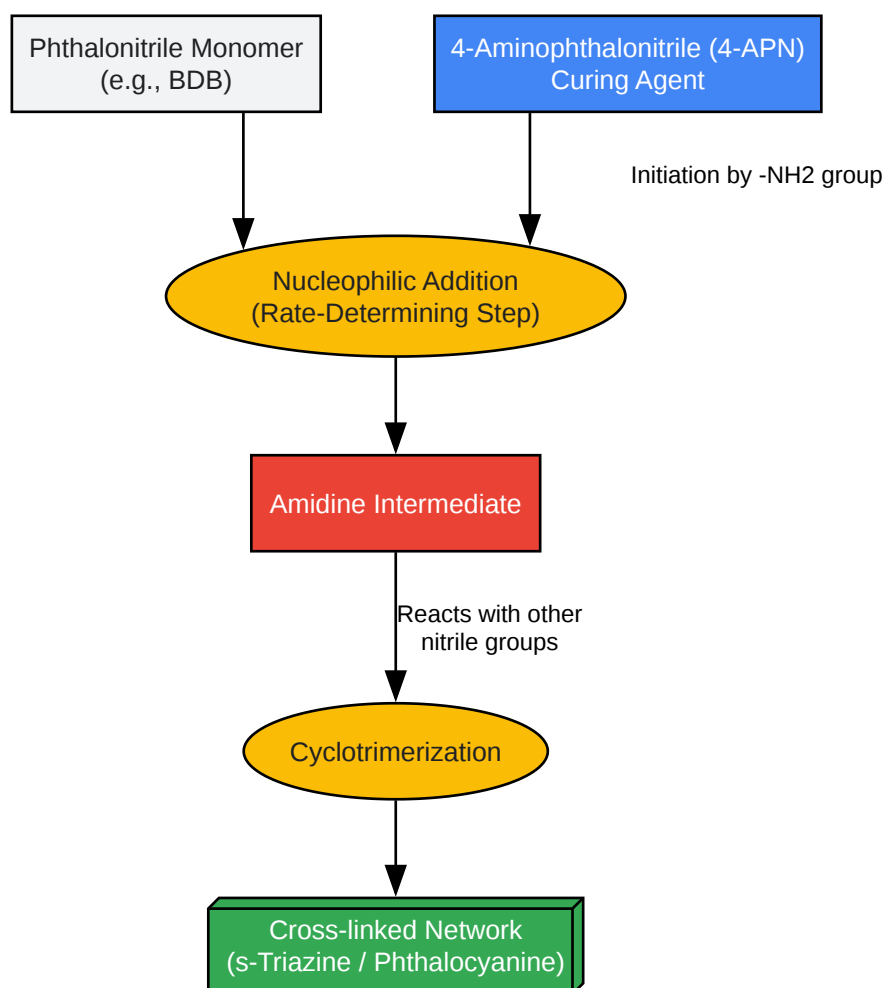 Phthalonitrile Monomer
(e.g., BDB)
4-Aminophthalonitrile (4-APN)
Curing Agent
Initiation by -NH2 group
Nucleophilic Addition
(Rate-Determining Step)
Amidine Intermediate
Reacts with other
nitrile groups
Cyclotrimerization
Cross-linked Network
(s-Triazine / Phthalocyanine)